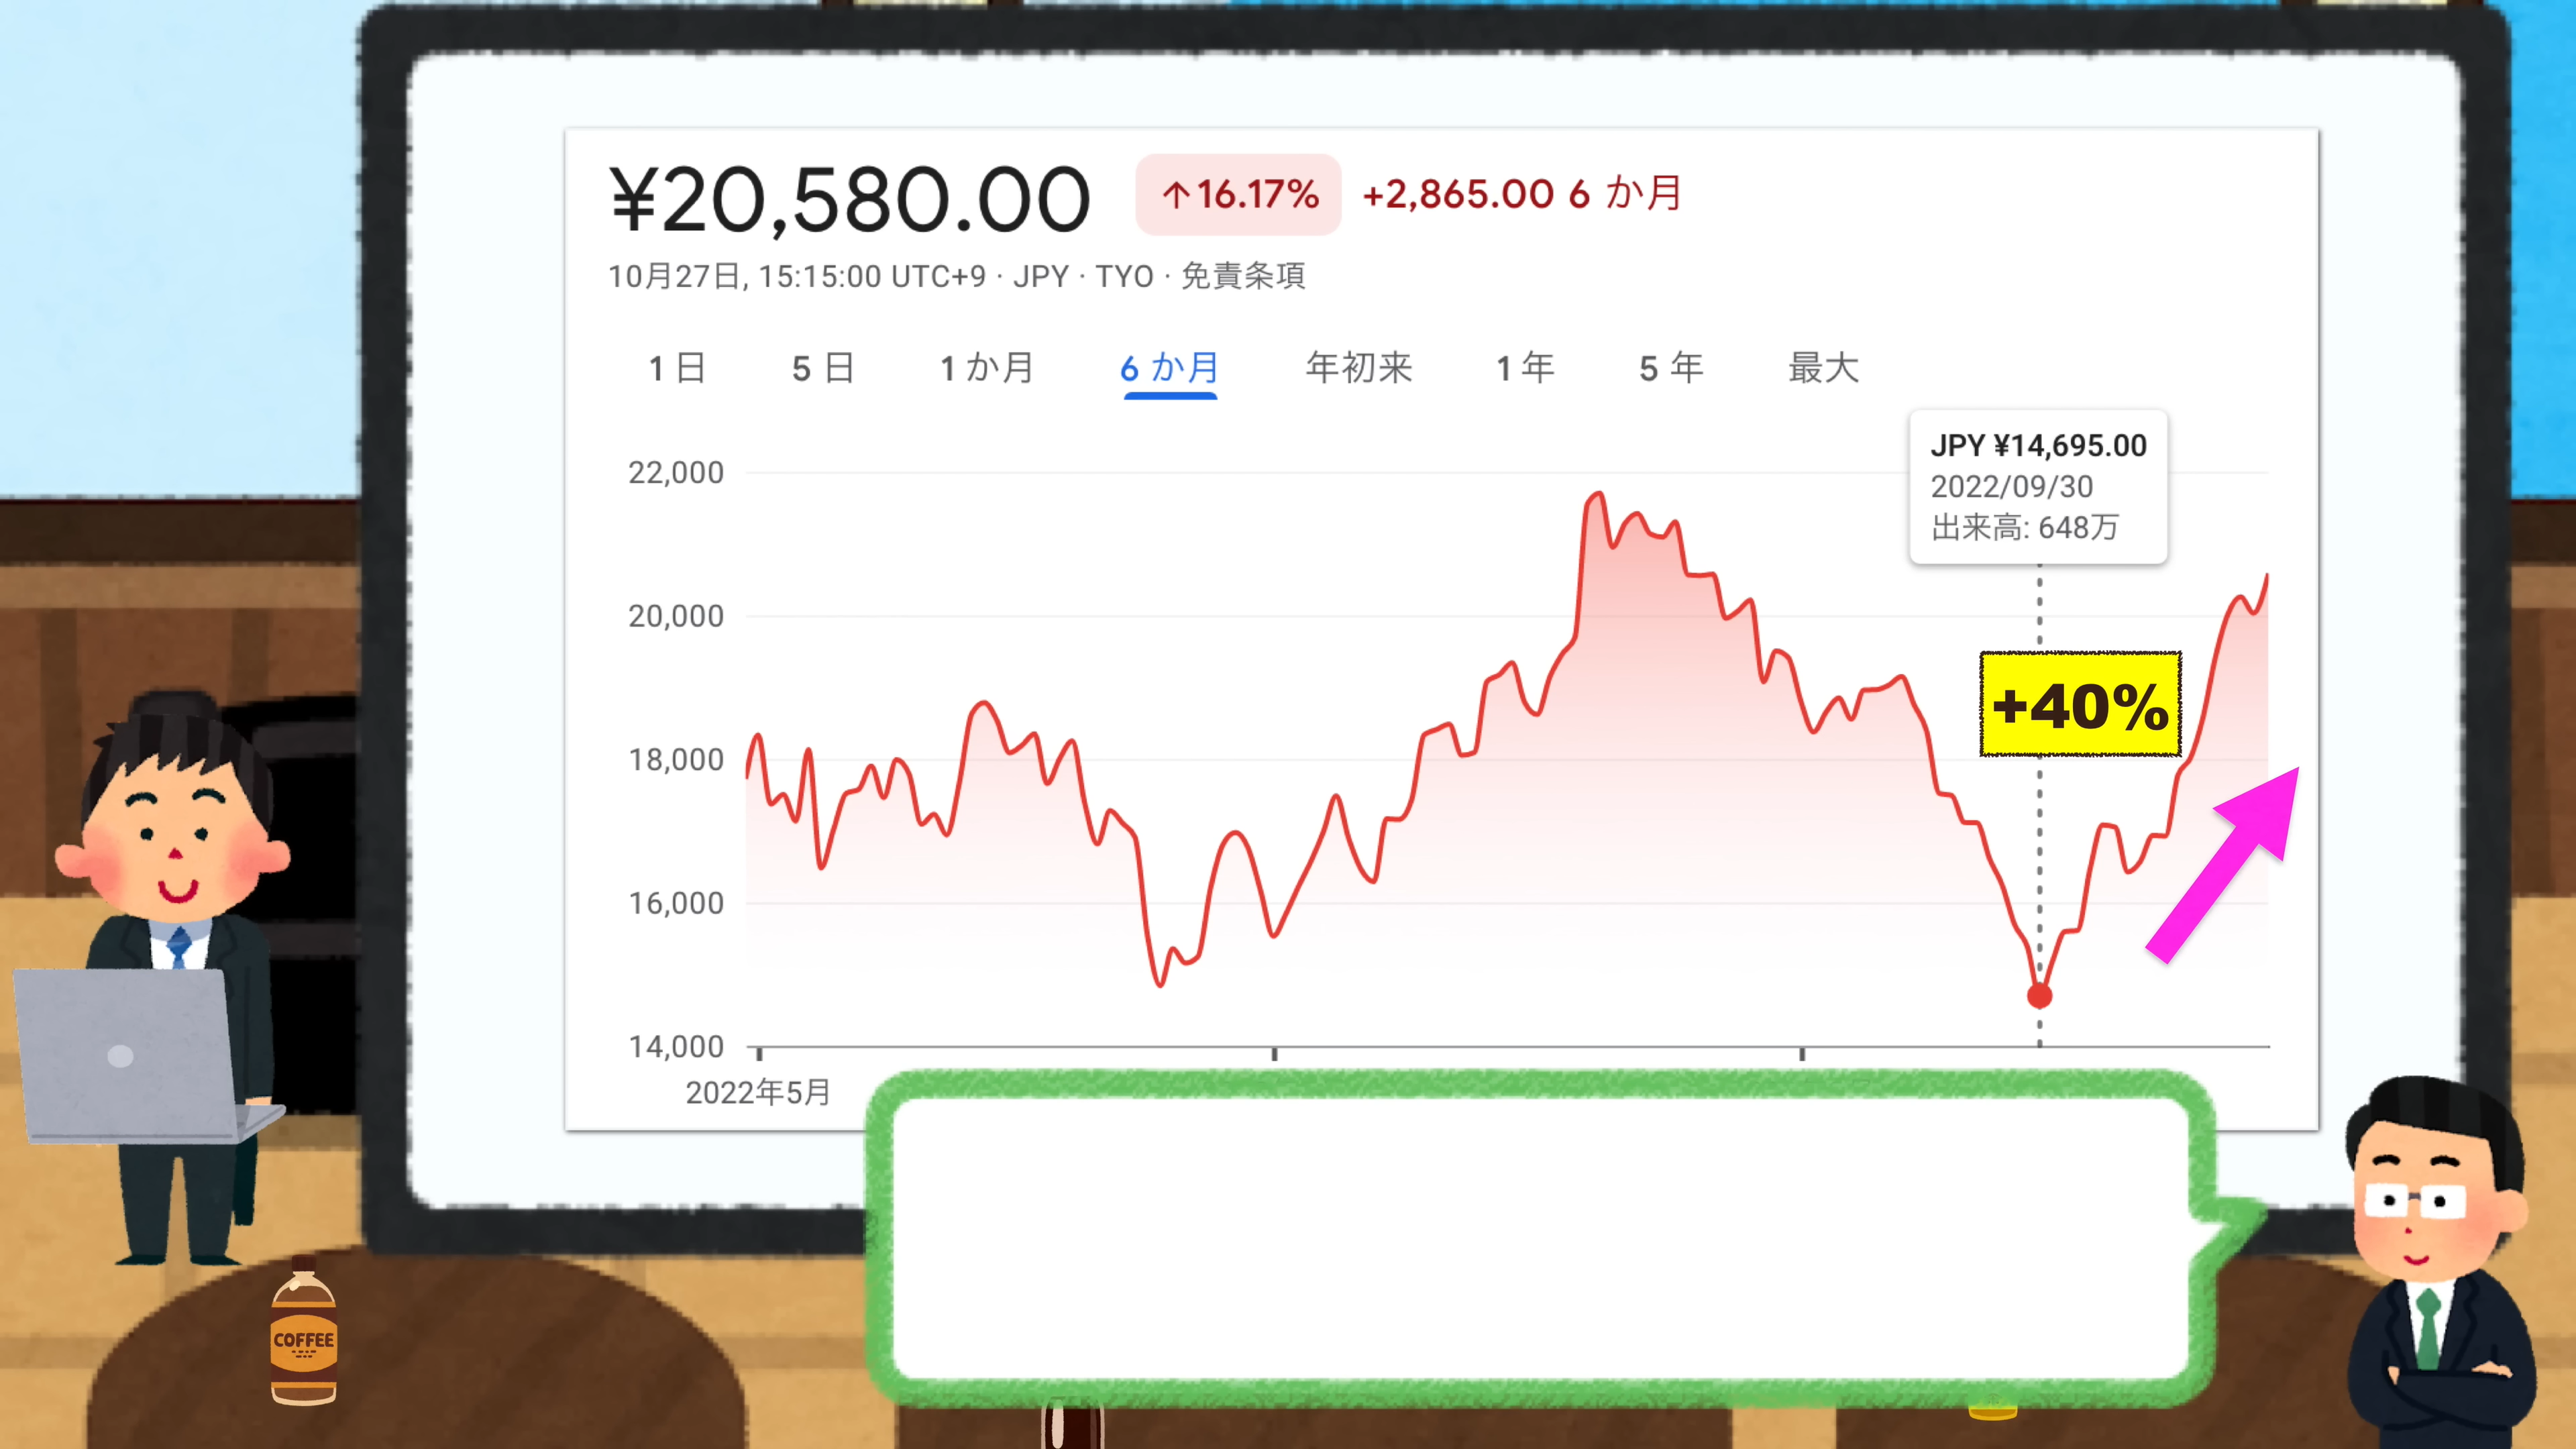 ¥20,580.00 ↑16.17% +2,865.00 6 か月
10月27日, 15:15:00 UTC+9 · JPY · TYO · 免責条項
1 日 5 日 1 か月 6 か月 年初来 1 年 5 年 最大
JPY ¥14,695.00
2022/09/30
出来高: 648万
22,000
20,000
+40%
18,000
16,000
14,000
2022年5月
COFFEE